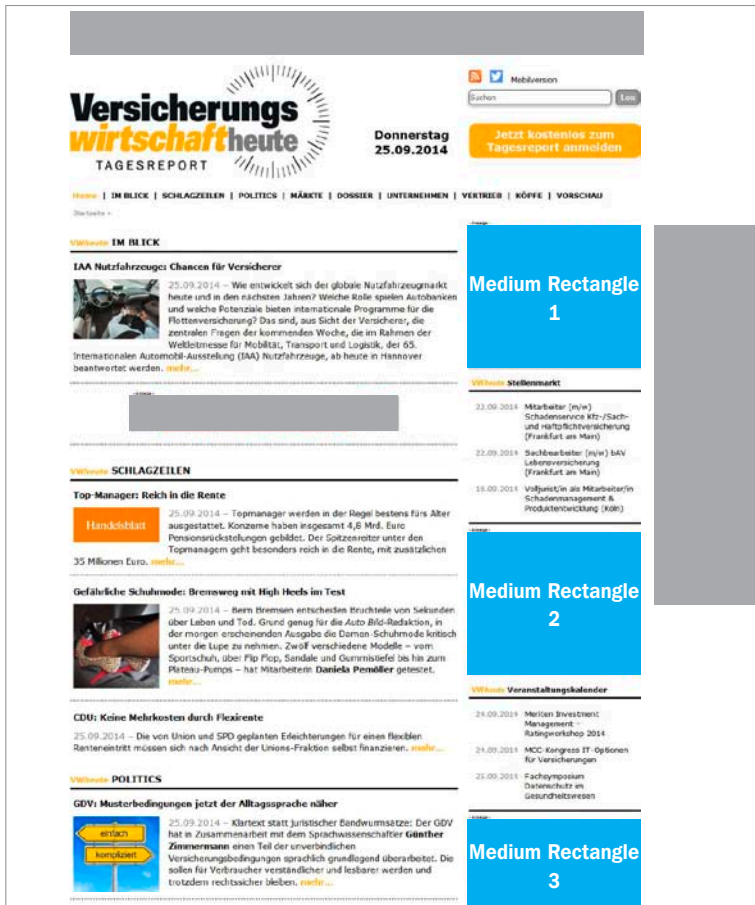 Versicherungs
wirtschaftheute
TAGESREPORT
Donnerstag
25.09.2014
Mobilversion
Suchen
Los
Jetzt kostenlos zum
Tagesreport anmelden
Home | IM BLICK | SCHLAGZEILEN | POLITICS | MÄRKTE | DOSSIER | UNTERNEHMEN | VERTRIEB | KÖPFE | VORSCHAU
Startseite »
VWheute IM BLICK
IAA Nutzfahrzeuge: Chancen für Versicherer
25.09.2014 – Wie entwickelt sich der globale Nutzfahrzeugmarkt
heute und in den nächsten Jahren? Welche Rolle spielen Autobanken
und welche Potenziale bieten internationale Programme für die
Flottenversicherung? Das sind, aus Sicht der Versicherer, die
zentralen Fragen der kommenden Woche, die im Rahmen der
Weltleitmesse für Mobilität, Transport und Logistik, der 65.
Internationalen Automobil-Ausstellung (IAA) Nutzfahrzeuge, ab heute in Hannover
beantwortet werden. mehr...
- Anzeige -
VWheute SCHLAGZEILEN
Top-Manager: Reich in die Rente
Handelsblatt
25.09.2014 – Topmanager werden in der Regel bestens fürs Alter
ausgestattet. Konzerne haben insgesamt 4,8 Mrd. Euro
Pensionsrückstellungen gebildet. Der Spitzenreiter unter den
Topmanagern geht besonders reich in die Rente, mit zusätzlichen
35 Millionen Euro. mehr...
Gefährliche Schuhmode: Bremsweg mit High Heels im Test
25.09.2014 – Beim Bremsen entscheiden Bruchteile von Sekunden
über Leben und Tod. Grund genug für die Auto Bild-Redaktion, in
der morgen erscheinenden Ausgabe die Damen-Schuhmode kritisch
unter die Lupe zu nehmen. Zwölf verschiedene Modelle – vom
Sportschuh, über Flip Flop, Sandale und Gummistiefel bis hin zum
Plateau-Pumps – hat Mitarbeiterin Daniela Pemöller getestet.
mehr...
CDU: Keine Mehrkosten durch Flexirente
25.09.2014 – Die von Union und SPD geplanten Erleichterungen für einen flexiblen
Renteneintritt müssen sich nach Ansicht der Unions-Fraktion selbst finanzieren. mehr...
VWheute POLITICS
GDV: Musterbedingungen jetzt der Alltagssprache näher
einfach
kompliziert
25.09.2014 – Klartext statt juristischer Bandwurmsätze: Der GDV
hat in Zusammenarbeit mit dem Sprachwissenschaftler Günther
Zimmermann einen Teil der unverbindlichen
Versicherungsbedingungen sprachlich grundlegend überarbeitet. Die
sollen für Verbraucher verständlicher und lesbarer werden und
trotzdem rechtssicher bleiben. mehr...
- Anzeige -
Medium Rectangle
1
VWheute Stellenmarkt
23.09.2014 Mitarbeiter (m/w)
Schadenservice Kfz-/Sach-
und Haftpflichtversicherung
(Frankfurt am Main)
22.09.2014 Sachbearbeiter (m/w) bAV
Lebensversicherung
(Frankfurt am Main)
Volljurist/in als Mitarbeiter/in
Schadenmanagement &
Produktentwicklung (Köln)
- Anzeige -
Medium Rectangle
2
VWheute Veranstaltungskalender
24.09.2014 Meriten Investment
Management –
Ratingworkshop 2014
24.09.2014 MCC-Kongress IT-Optionen
für Versicherungen
25.09.2014 Fachsymposium
Datenschutz im
Gesundheitswesen
- Anzeige -
Medium Rectangle
3